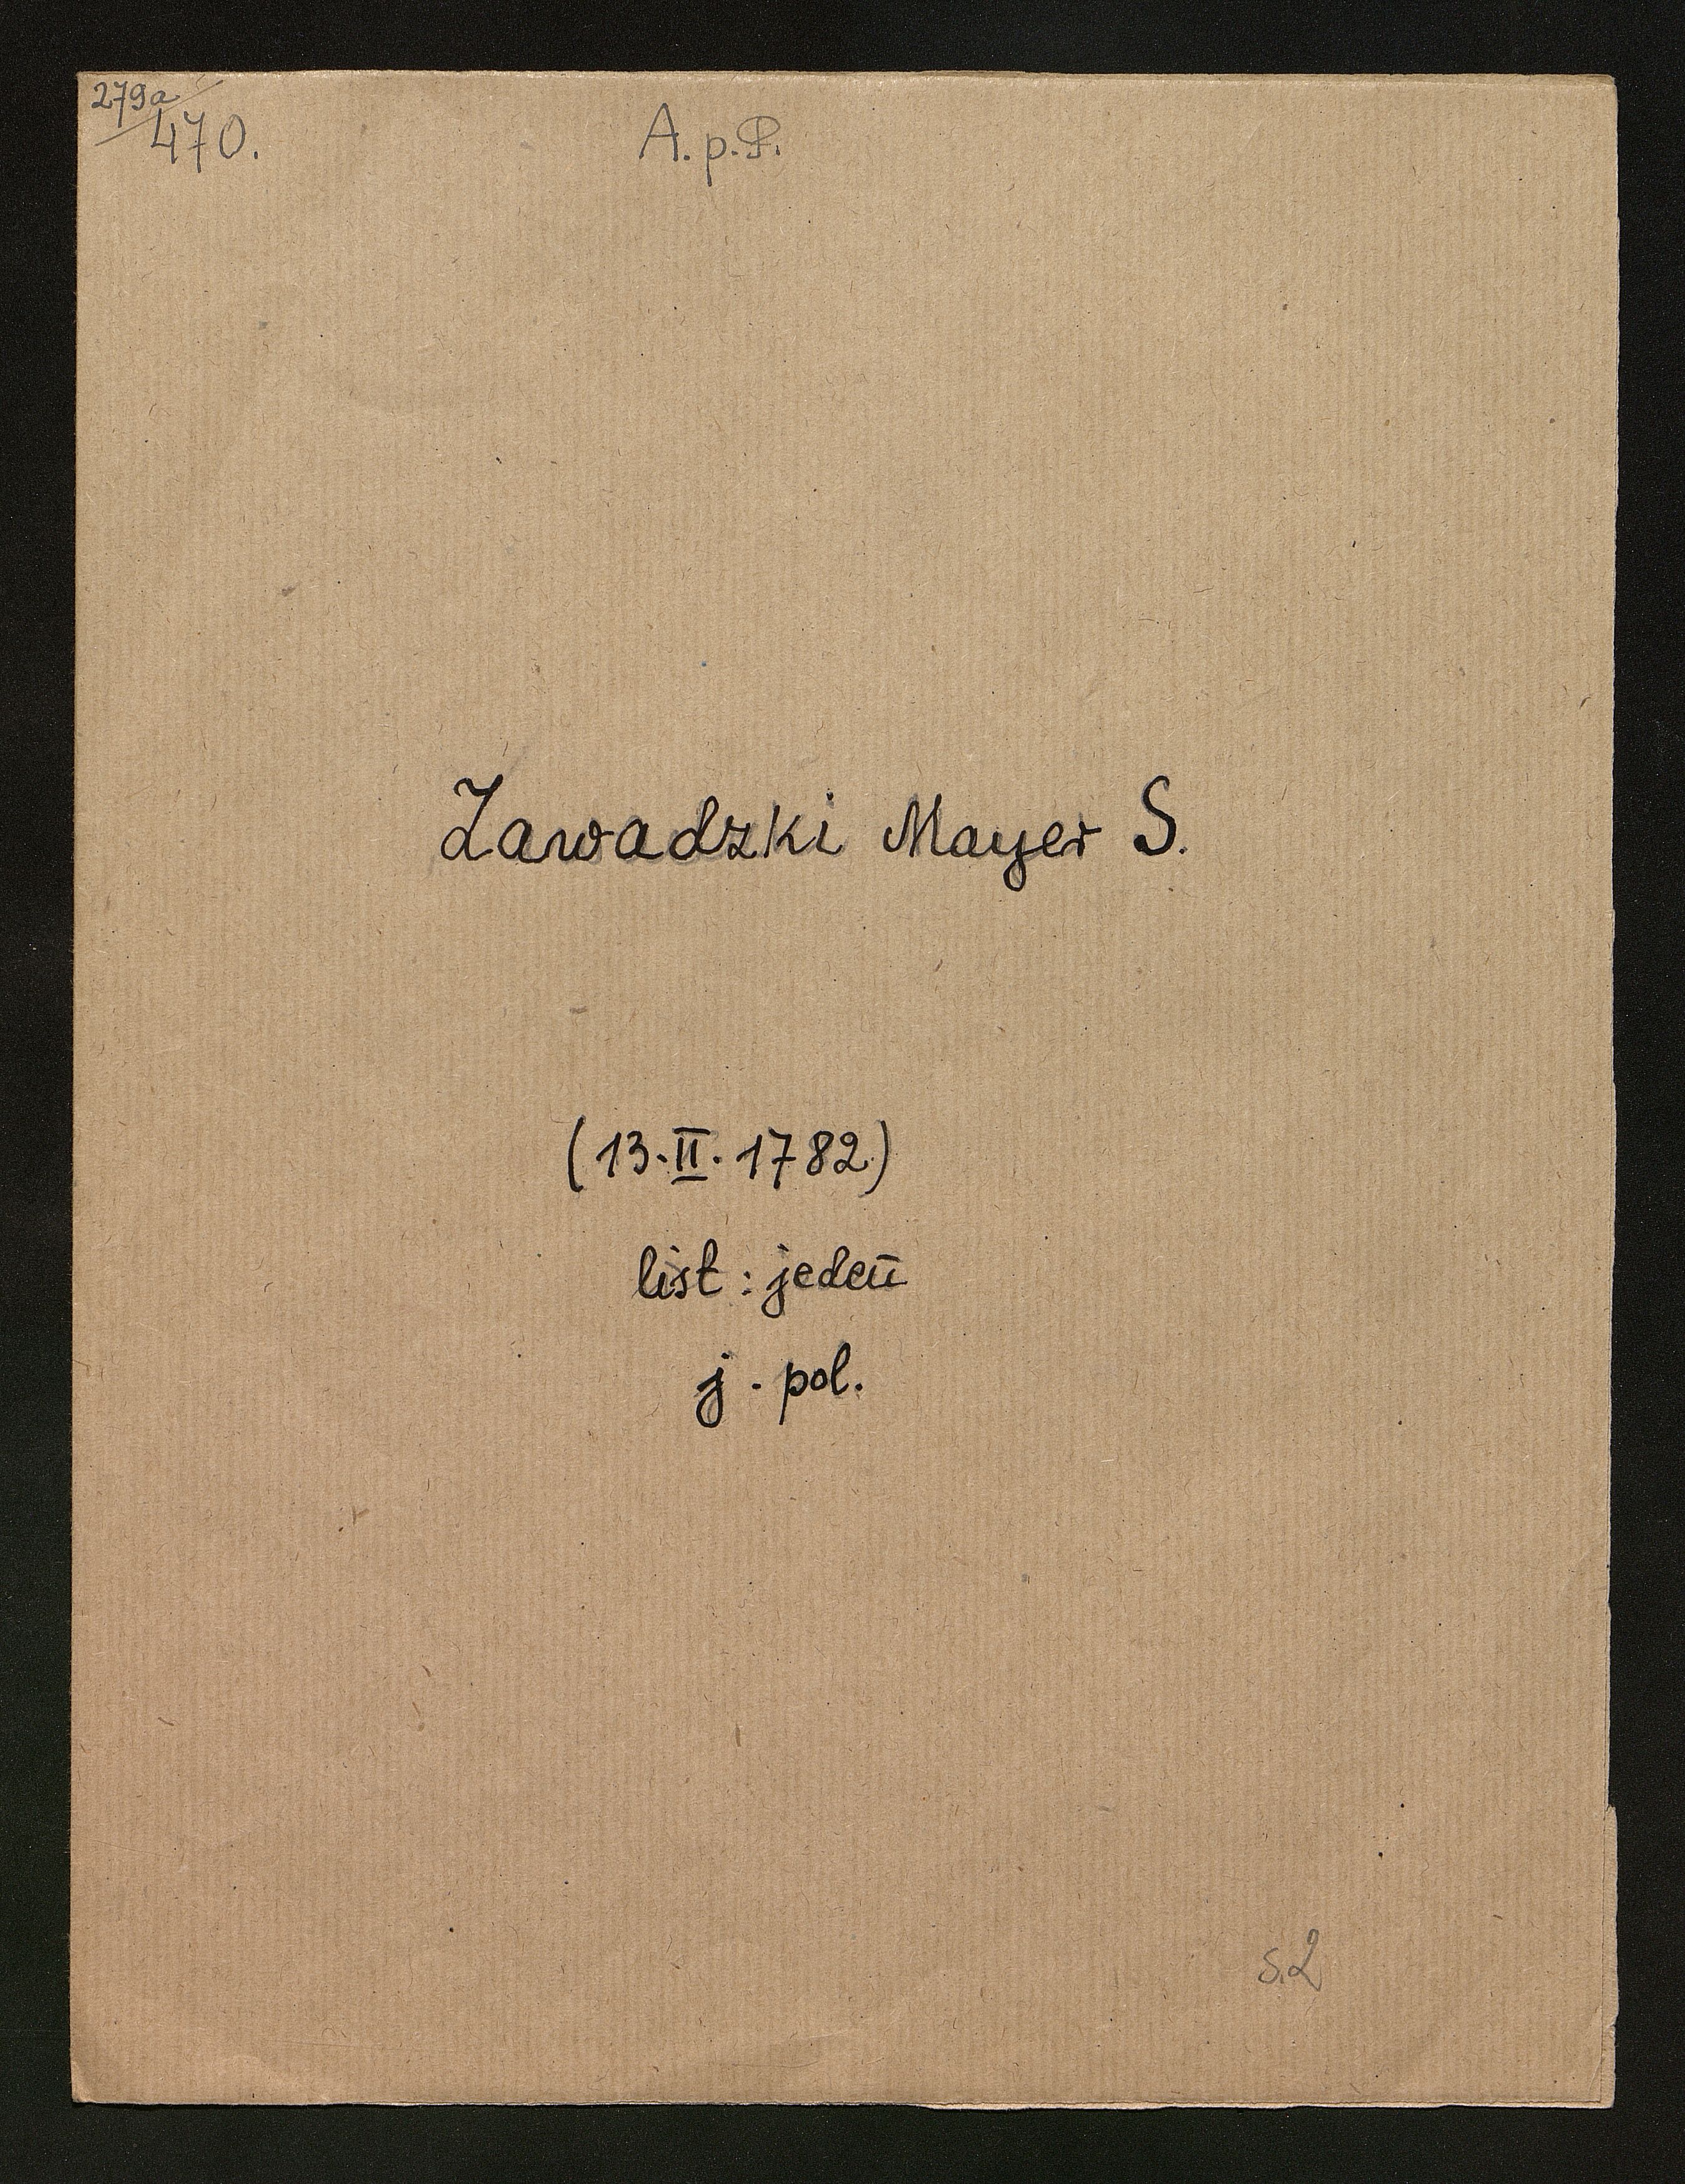 279a
470.
A. p. P.
Zawadzki Mayer S.
(13. II. 1782)
list : jeden
j. pol.
s. 2